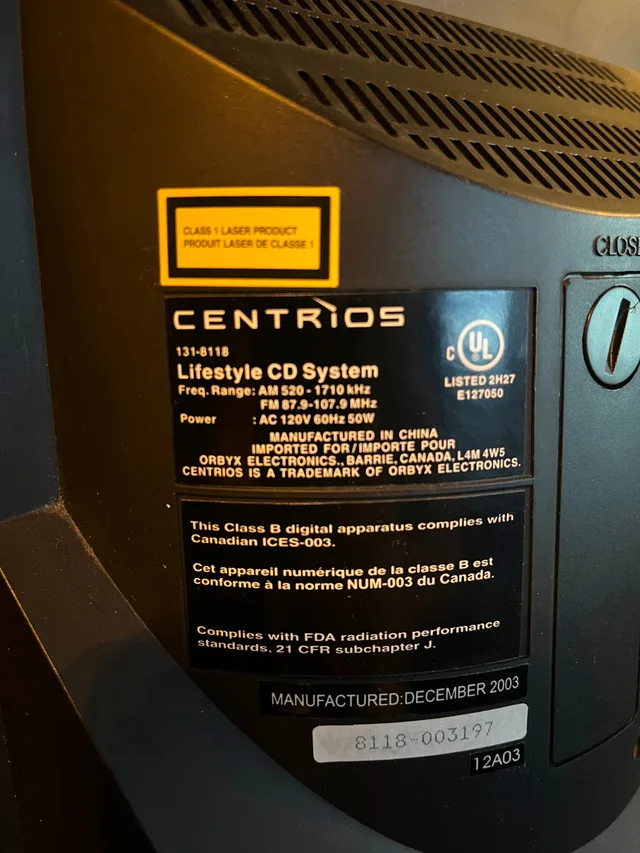 CLOSE
CLASS 1 LASER PRODUCT
PRODUIT LASER DE CLASSE 1
CENTRIOS
131-8118
Lifestyle CD System
Freq. Range: AM 520 - 1710 kHz
FM 87.9-107.9 MHz
Power : AC 120V 60Hz 50W
C UL
LISTED 2H27
E127050
MANUFACTURED IN CHINA
IMPORTED FOR/IMPORTE POUR
ORBYX ELECTRONICS., BARRIE, CANADA, L4M 4W5
CENTRIOS IS A TRADEMARK OF ORBYX ELECTRONICS.
This Class B digital apparatus complies with
Canadian ICES-003.
Cet appareil numérique de la classe B est
conforme à la norme NUM-003 du Canada.
Complies with FDA radiation performance
standards, 21 CFR subchapter J.
MANUFACTURED:DECEMBER 2003
8118-003197
12A03